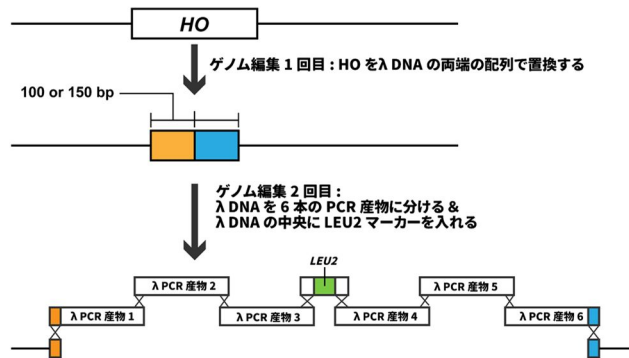 HO
ゲノム編集 1 回目 : HO をλ DNA の両端の配列で置換する
100 or 150 bp
ゲノム編集 2 回目 :
λ DNA を 6 本の PCR 産物に分ける &
λ DNA の中央に LEU2 マーカーを入れる
LEU2
λ PCR 産物 2
λ PCR 産物 5
λ PCR 産物 1
λ PCR 産物 3
λ PCR 産物 4
λ PCR 産物 6